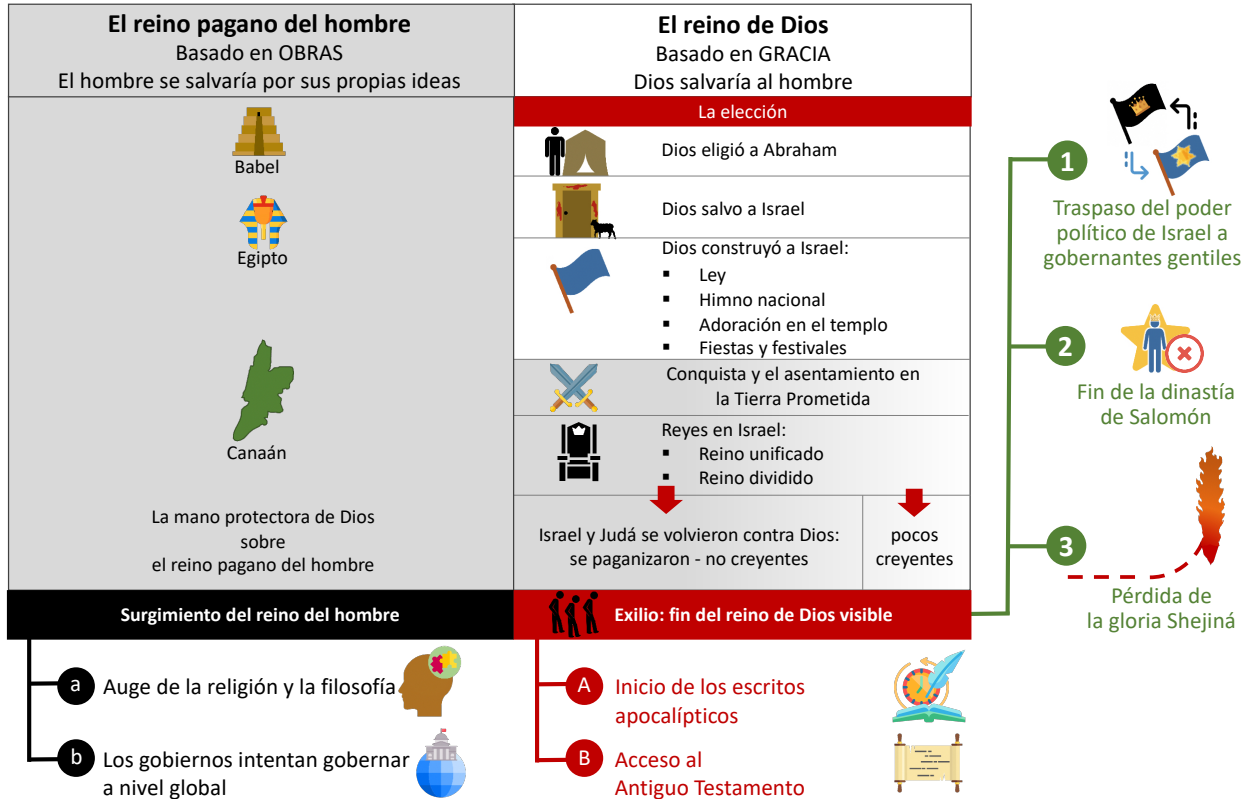 El reino pagano del hombre
Basado en OBRAS
El hombre se salvaría por sus propias ideas
El reino de Dios
Basado en GRACIA
Dios salvaría al hombre
Babel
Egipto
Canaán
La mano protectora de Dios
sobre
el reino pagano del hombre
La elección
Dios eligió a Abraham
Dios salvo a Israel
Dios construyó a Israel:
▪ Ley
▪ Himno nacional
▪ Adoración en el templo
▪ Fiestas y festivales
Conquista y el asentamiento en
la Tierra Prometida
Reyes en Israel:
▪ Reino unificado
▪ Reino dividido
Israel y Judá se volvieron contra Dios:
se paganizaron - no creyentes
pocos
creyentes
Surgimiento del reino del hombre
Exilio: fin del reino de Dios visible
a Auge de la religión y la filosofía
b Los gobiernos intentan gobernar
a nivel global
A Inicio de los escritos
apocalípticos
B Acceso al
Antiguo Testamento
1
Traspaso del poder
político de Israel a
gobernantes gentiles
2
Fin de la dinastía
de Salomón
3
Pérdida de
la gloria Shejiná